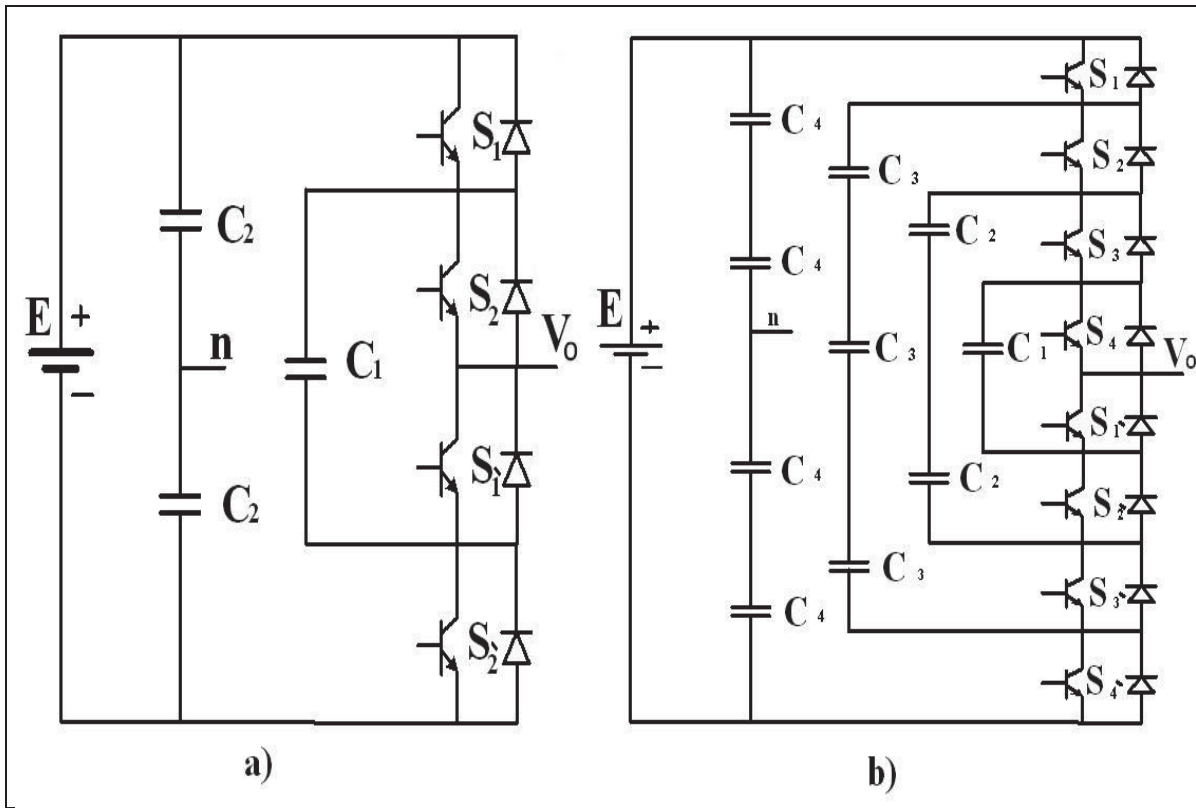 S1
C2
S2
E +
n
C1
Vo
−
S1`
C2
S2`
a)
S1
C4
S2
C3
C2
S3
C4
E
+
n
S4
C3
C1
Vo
−
S1`
C4
C2
S2`
C3
S3`
C4
S4`
b)